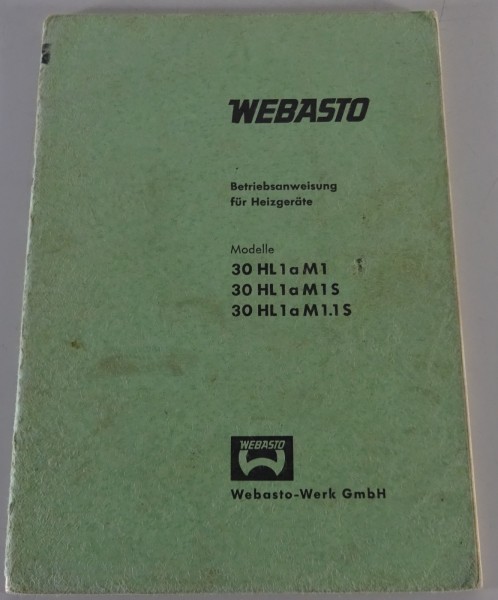 WEBASTO
Betriebsanweisung
für Heizgeräte
Modelle
30 HL1aM1
30 HL1aM1S
30 HL1aM1.1S
WEBASTO
Webasto-Werk GmbH